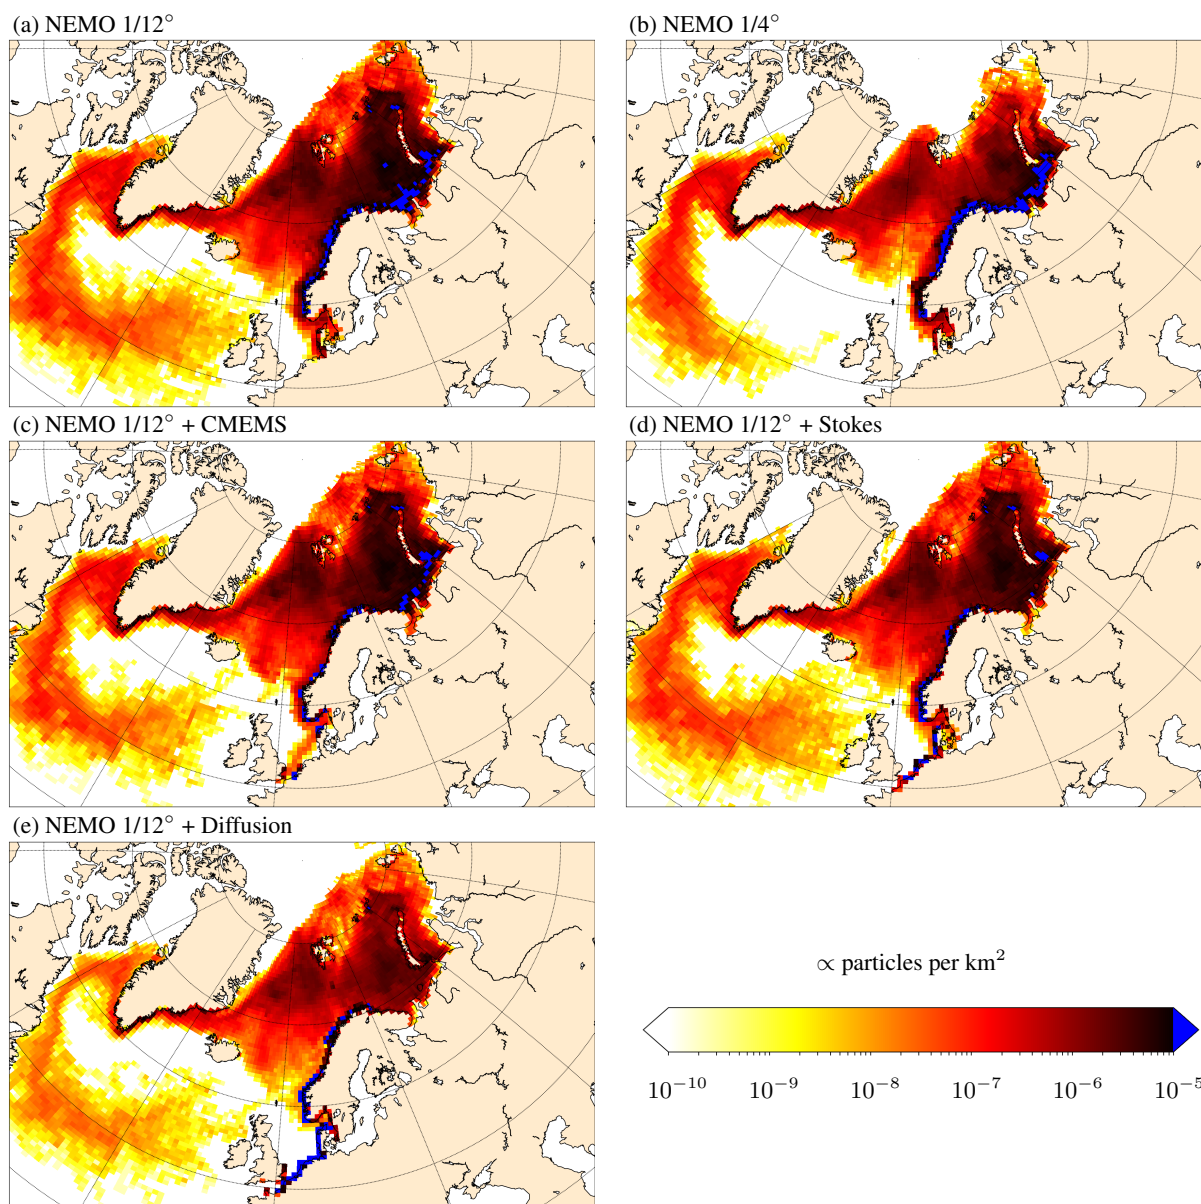 (a) NEMO 1/12°
(b) NEMO 1/4°
(c) NEMO 1/12° + CMEMS
(d) NEMO 1/12° + Stokes
(e) NEMO 1/12° + Diffusion
∝ particles per km²
10⁻¹⁰ 10⁻⁹ 10⁻⁸ 10⁻⁷ 10⁻⁶ 10⁻⁵